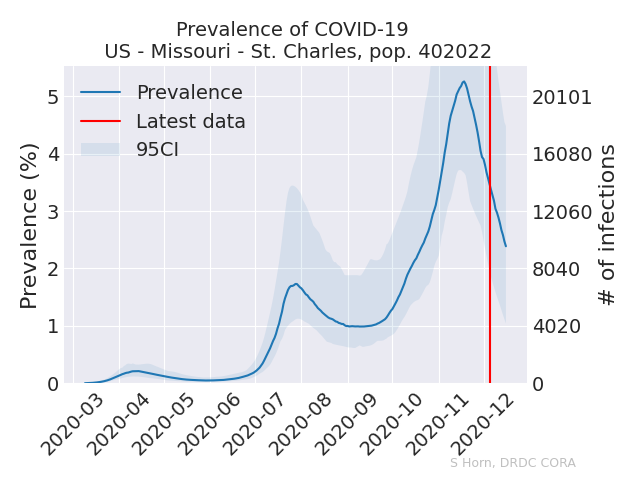 Prevalence of COVID-19
US - Missouri - St. Charles, pop. 402022
Prevalence
Latest data
95CI
Prevalence (%)
5
4
3
2
1
0
20101
16080
12060
8040
4020
0
# of infections
2020-03
2020-04
2020-05
2020-06
2020-07
2020-08
2020-09
2020-10
2020-11
2020-12
S Horn, DRDC CORA